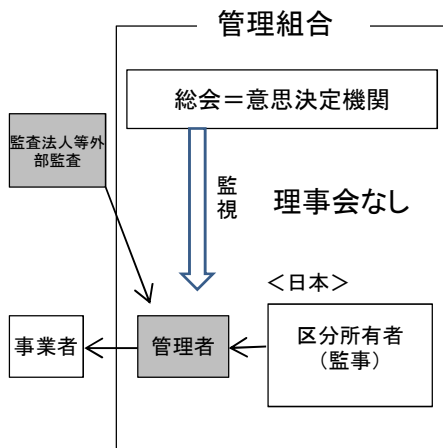 管理組合
総会＝意思決定機関
監査法人等外
部監査
監視
理事会なし
＜日本＞
事業者
管理者
区分所有者
（監事）